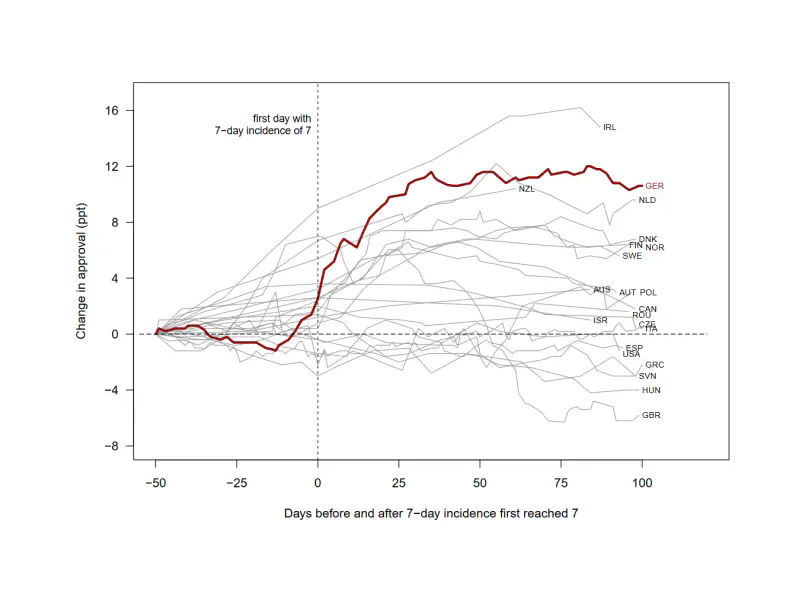 16
12
8
4
0
−4
−8
Change in approval (ppt)
first day with
7−day incidence of 7
IRL
GER
NZL
NLD
DNK
FIN NOR
SWE
AUS
AUT POL
CAN
ISR
CZE
ITA
ESP
USA
GRC
SVN
HUN
GBR
−50
−25
0
25
50
75
100
Days before and after 7−day incidence first reached 7